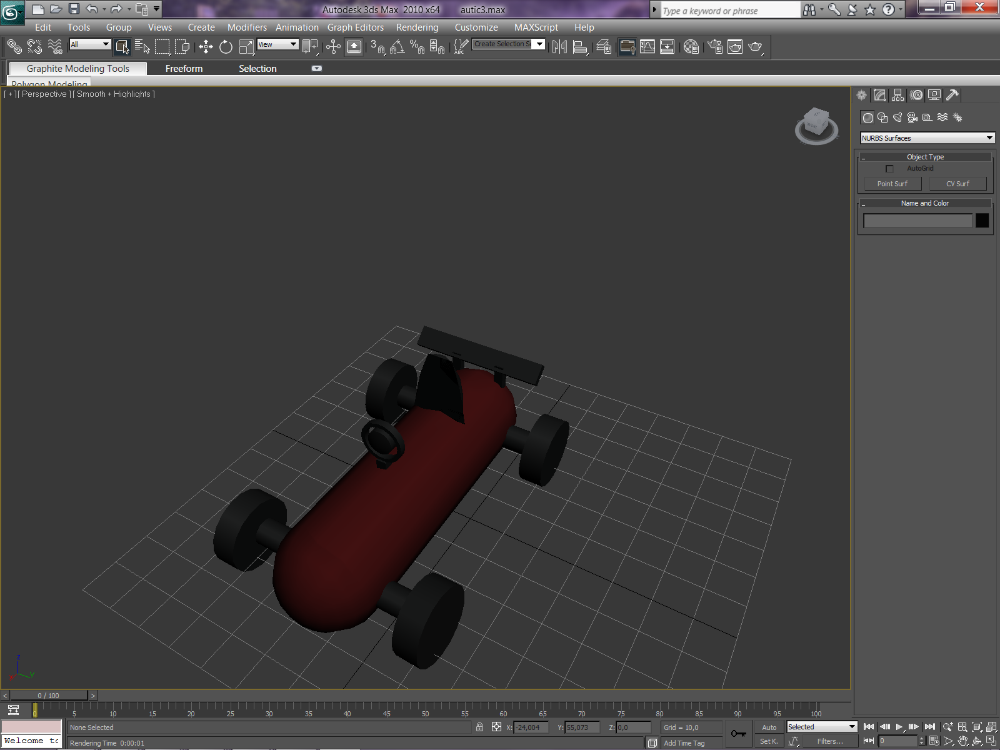 Autodesk 3ds Max 2010 x64 autic3.max
Type a keyword or phrase
Edit Tools Group Views Create Modifiers Animation Graph Editors Rendering Customize MAXScript Help
All View 3 % ABC Create Selection Se
Graphite Modeling Tools Freeform Selection
Polygon Modeling
[ + ][ Perspective ][ Smooth + Highlights ]
NURBS Surfaces
Object Type
AutoGrid
Point Surf CV Surf
Name and Color
z
x y
< 0 / 100 >
0 5 10 15 20 25 30 35 40 45 50 55 60 65 70 75 80 85 90 95 100
None Selected X: -24,004 Y: 55,073 Z: 0,0 Grid = 10,0 Auto Selected
Welcome to Rendering Time 0:00:01 Add Time Tag Set K. Filters... 0